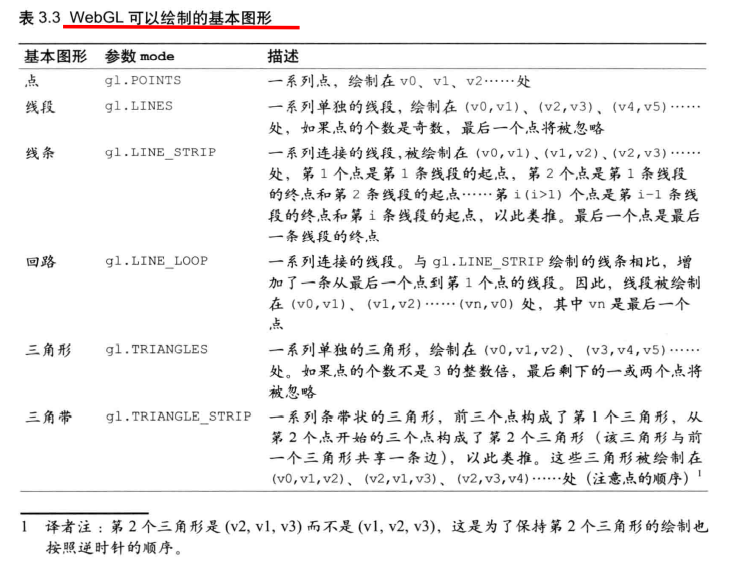 表 3.3 WebGL 可以绘制的基本图形
基本图形 参数 mode 描述
点 gl.POINTS 一系列点，绘制在 v0、v1、v2……处
线段 gl.LINES 一系列单独的线段，绘制在 (v0,v1)、(v2,v3)、(v4,v5)……
处，如果点的个数是奇数，最后一个点将被忽略
线条 gl.LINE_STRIP 一系列连接的线段，被绘制在 (v0,v1)、(v1,v2)、(v2,v3)……
处，第 1 个点是第 1 条线段的起点，第 2 个点是第 1 条线段
的终点和第 2 条线段的起点……第 i(i>1) 个点是第 i-1 条线
段的终点和第 i 条线段的起点，以此类推。最后一个点是最后
一条线段的终点
回路 gl.LINE_LOOP 一系列连接的线段。与 gl.LINE_STRIP 绘制的线条相比，增
加了一条从最后一个点到第 1 个点的线段。因此，线段被绘制
在 (v0,v1)、(v1,v2)……(vn,v0) 处，其中 vn 是最后一个
点
三角形 gl.TRIANGLES 一系列单独的三角形，绘制在 (v0,v1,v2)、(v3,v4,v5)……
处。如果点的个数不是 3 的整数倍，最后剩下的一或两个点将
被忽略
三角带 gl.TRIANGLE_STRIP 一系列条带状的三角形，前三个点构成了第 1 个三角形，从
第 2 个点开始的三个点构成了第 2 个三角形（该三角形与前
一个三角形共享一条边），以此类推。这些三角形被绘制在
(v0,v1,v2)、(v2,v1,v3)、(v2,v3,v4)……处（注意点的顺序）1
1 译者注：第 2 个三角形是 (v2, v1, v3) 而不是 (v1, v2, v3)，这是为了保持第 2 个三角形的绘制也
按照逆时针的顺序。